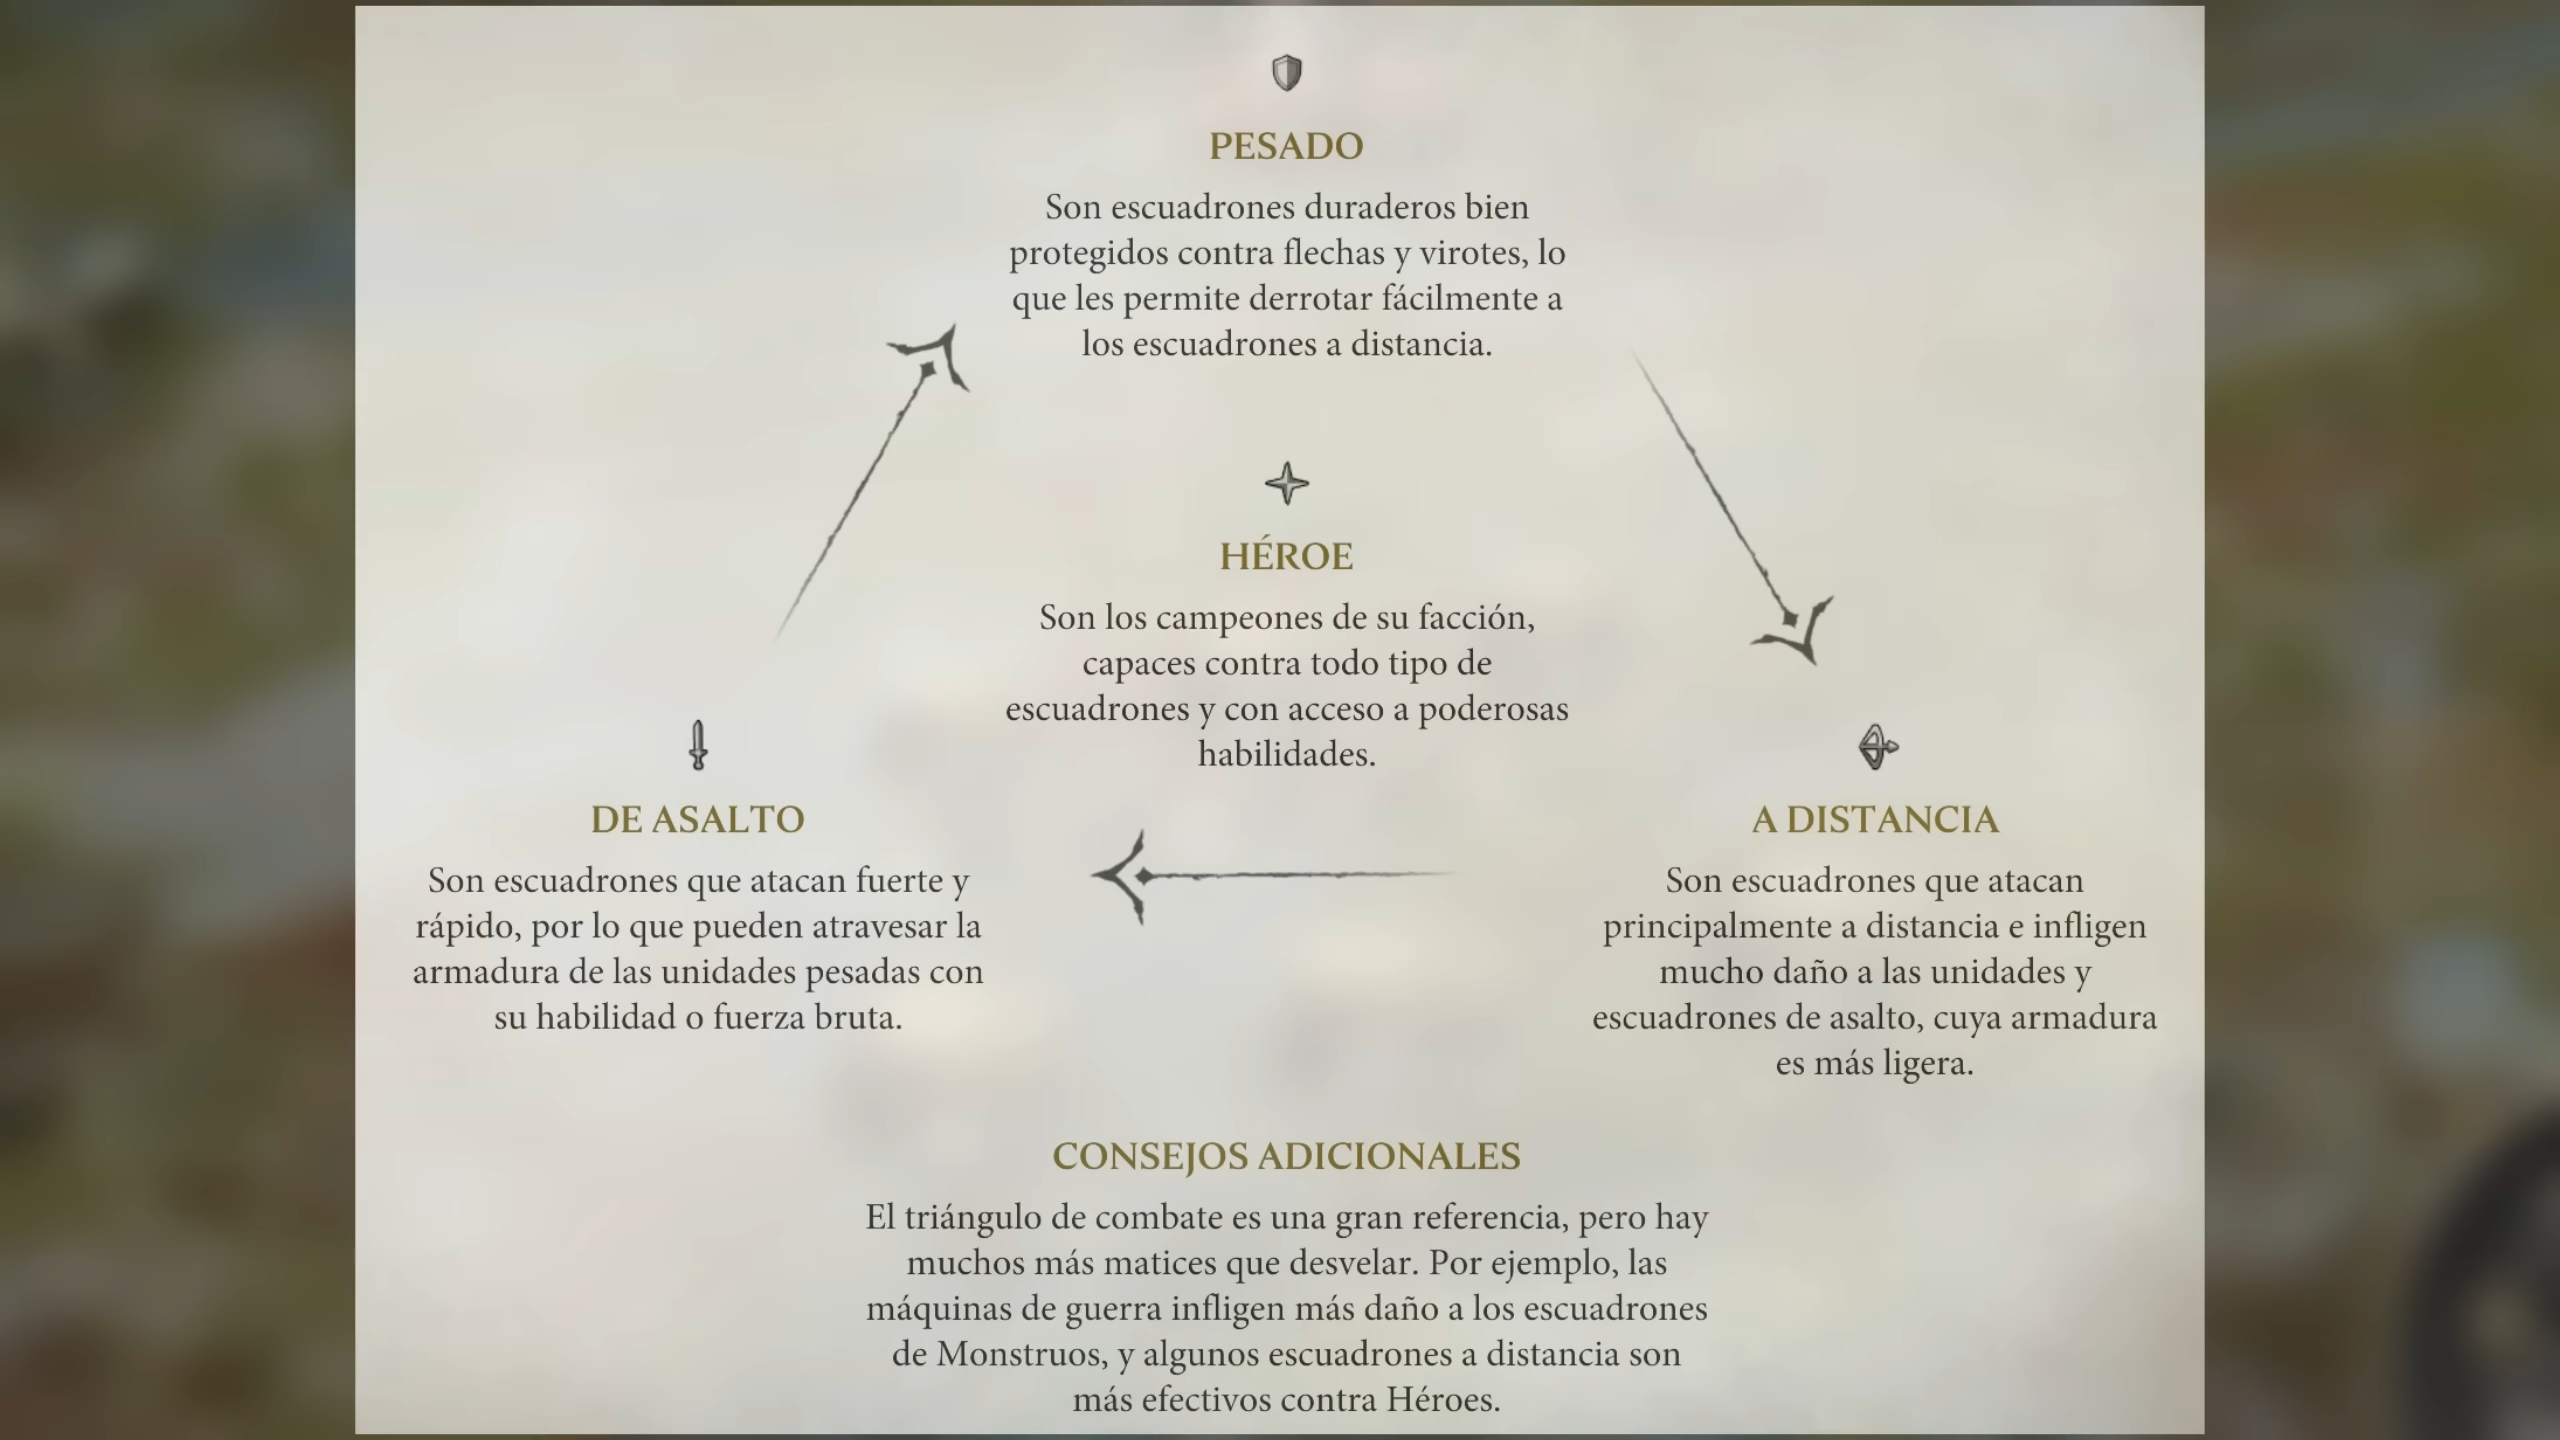 PESADO
Son escuadrones duraderos bien
protegidos contra flechas y virotes, lo
que les permite derrotar fácilmente a
los escuadrones a distancia.
HÉROE
Son los campeones de su facción,
capaces contra todo tipo de
escuadrones y con acceso a poderosas
habilidades.
DE ASALTO
Son escuadrones que atacan fuerte y
rápido, por lo que pueden atravesar la
armadura de las unidades pesadas con
su habilidad o fuerza bruta.
A DISTANCIA
Son escuadrones que atacan
principalmente a distancia e infligen
mucho daño a las unidades y
escuadrones de asalto, cuya armadura
es más ligera.
CONSEJOS ADICIONALES
El triángulo de combate es una gran referencia, pero hay
muchos más matices que desvelar. Por ejemplo, las
máquinas de guerra infligen más daño a los escuadrones
de Monstruos, y algunos escuadrones a distancia son
más efectivos contra Héroes.